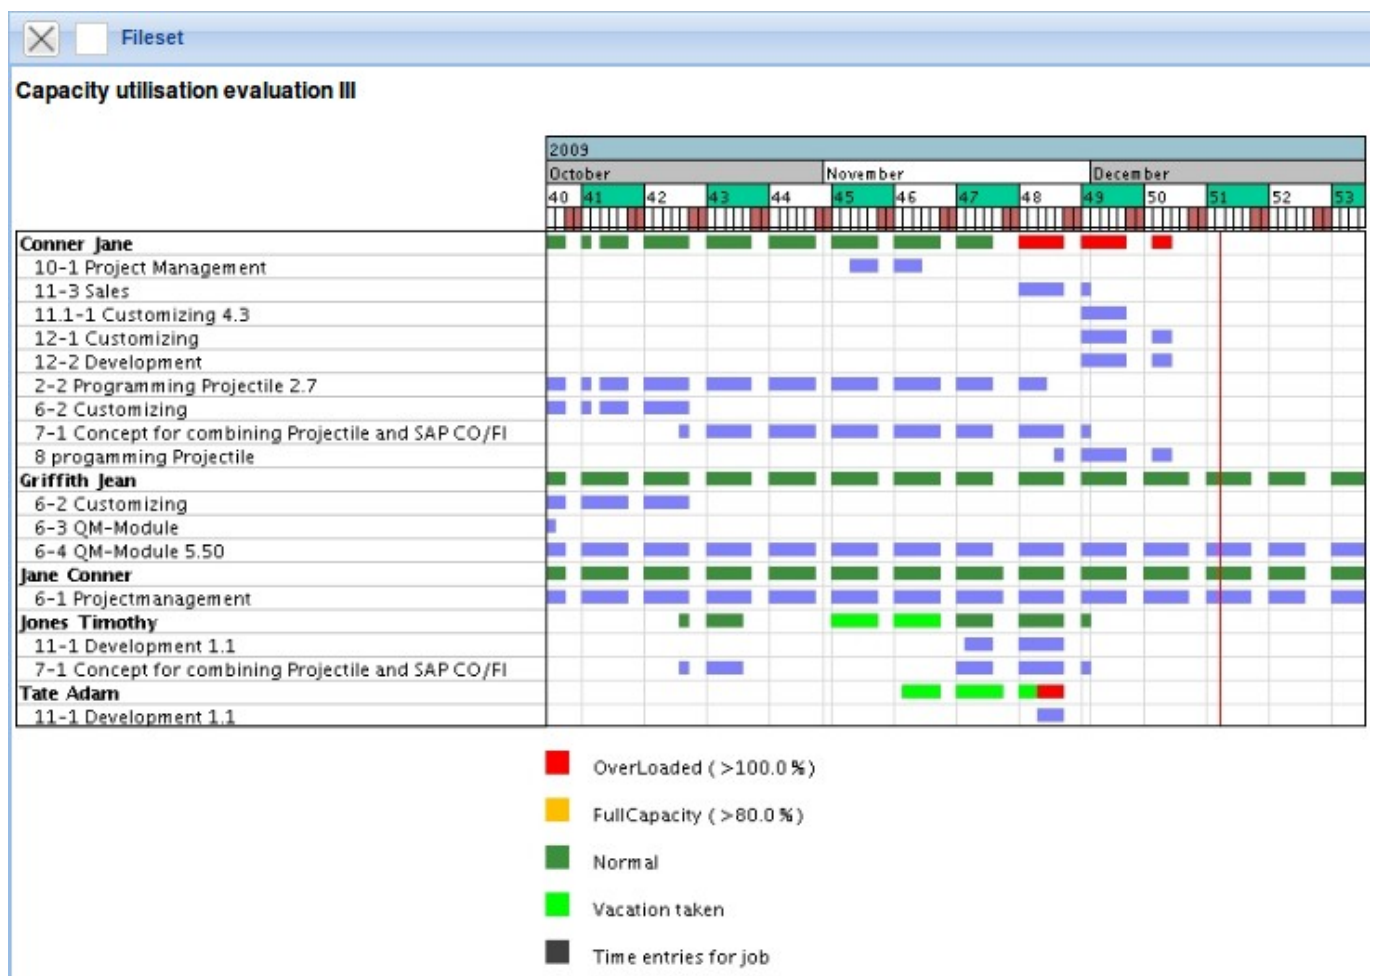 Fileset
Capacity utilisation evaluation III
2009
October November December
40 41 42 43 44 45 46 47 48 49 50 51 52 53
Conner Jane
10-1 Project Management
11-3 Sales
11.1-1 Customizing 4.3
12-1 Customizing
12-2 Development
2-2 Programming Projectile 2.7
6-2 Customizing
7-1 Concept for combining Projectile and SAP CO/FI
8 progamming Projectile
Griffith Jean
6-2 Customizing
6-3 QM-Module
6-4 QM-Module 5.50
Jane Conner
6-1 Projectmanagement
Jones Timothy
11-1 Development 1.1
7-1 Concept for combining Projectile and SAP CO/FI
Tate Adam
11-1 Development 1.1
OverLoaded (>100.0%)
FullCapacity (>80.0%)
Normal
Vacation taken
Time entries for job